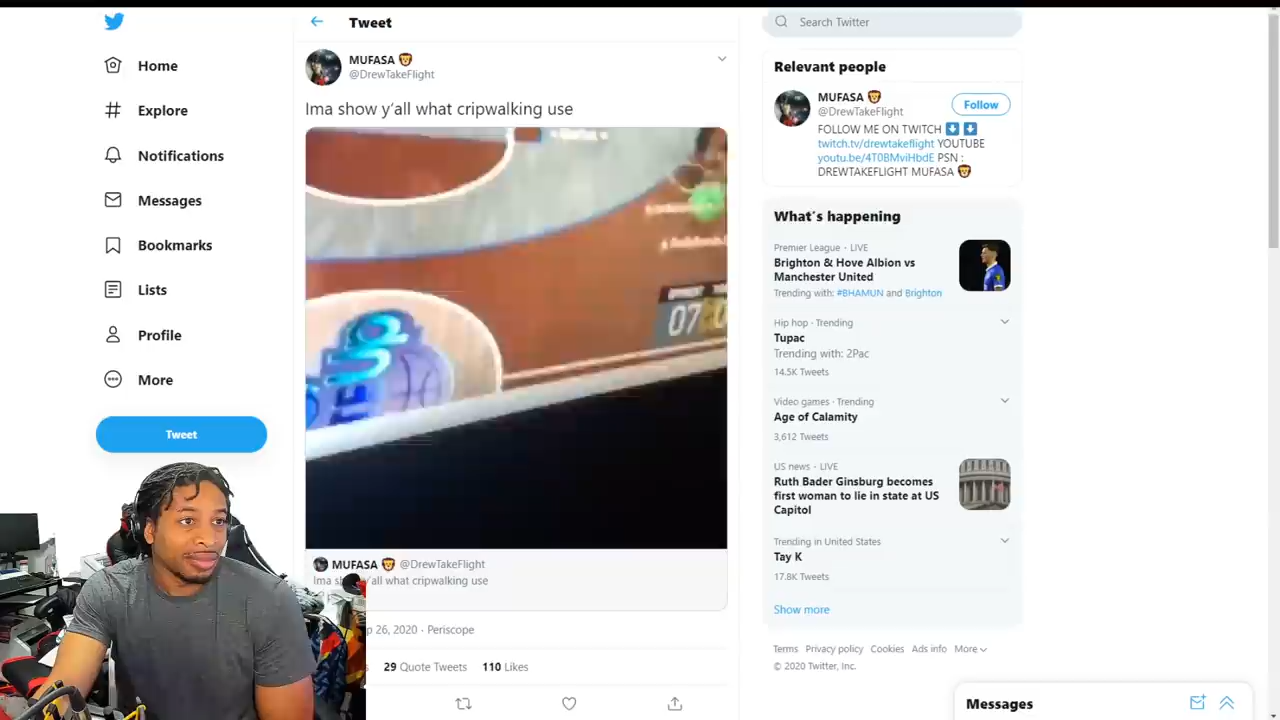 Home
Explore
Notifications
Messages
Bookmarks
Lists
Profile
More
Tweet
Tweet
MUFASA 🦁
@DrewTakeFlight
Ima show y'all what cripwalking use
07:0
MUFASA 🦁 @DrewTakeFlight
Ima sh y'all what cripwalking use
p 26, 2020 · Periscope
29 Quote Tweets 110 Likes
Search Twitter
Relevant people
MUFASA 🦁
@DrewTakeFlight
Follow
FOLLOW ME ON TWITCH ⬇️ ⬇️
twitch.tv/drewtakeflight YOUTUBE
youtu.be/4T0BMviHbdE PSN :
DREWTAKEFLIGHT MUFASA 🦁
What's happening
Premier League · LIVE
Brighton & Hove Albion vs
Manchester United
Trending with: #BHAMUN and Brighton
Hip hop · Trending
Tupac
Trending with: 2Pac
14.5K Tweets
Video games · Trending
Age of Calamity
3,612 Tweets
US news · LIVE
Ruth Bader Ginsburg becomes
first woman to lie in state at US
Capitol
Trending in United States
Tay K
17.8K Tweets
Show more
Terms Privacy policy Cookies Ads info More
© 2020 Twitter, Inc.
Messages